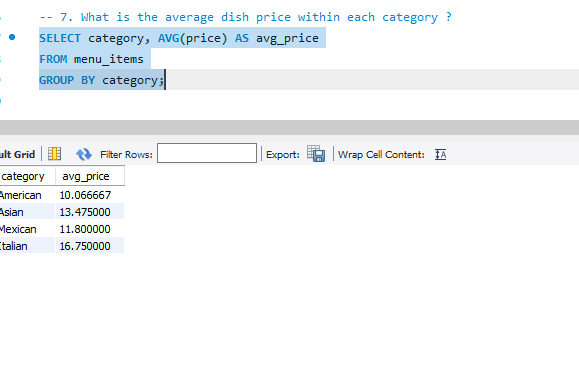 -- 7. What is the average dish price within each category ?
SELECT category, AVG(price) AS avg_price
FROM menu_items
GROUP BY category;
ult Grid Filter Rows: Export: Wrap Cell Content: IA
category avg_price
American 10.066667
Asian 13.475000
Mexican 11.800000
Italian 16.750000